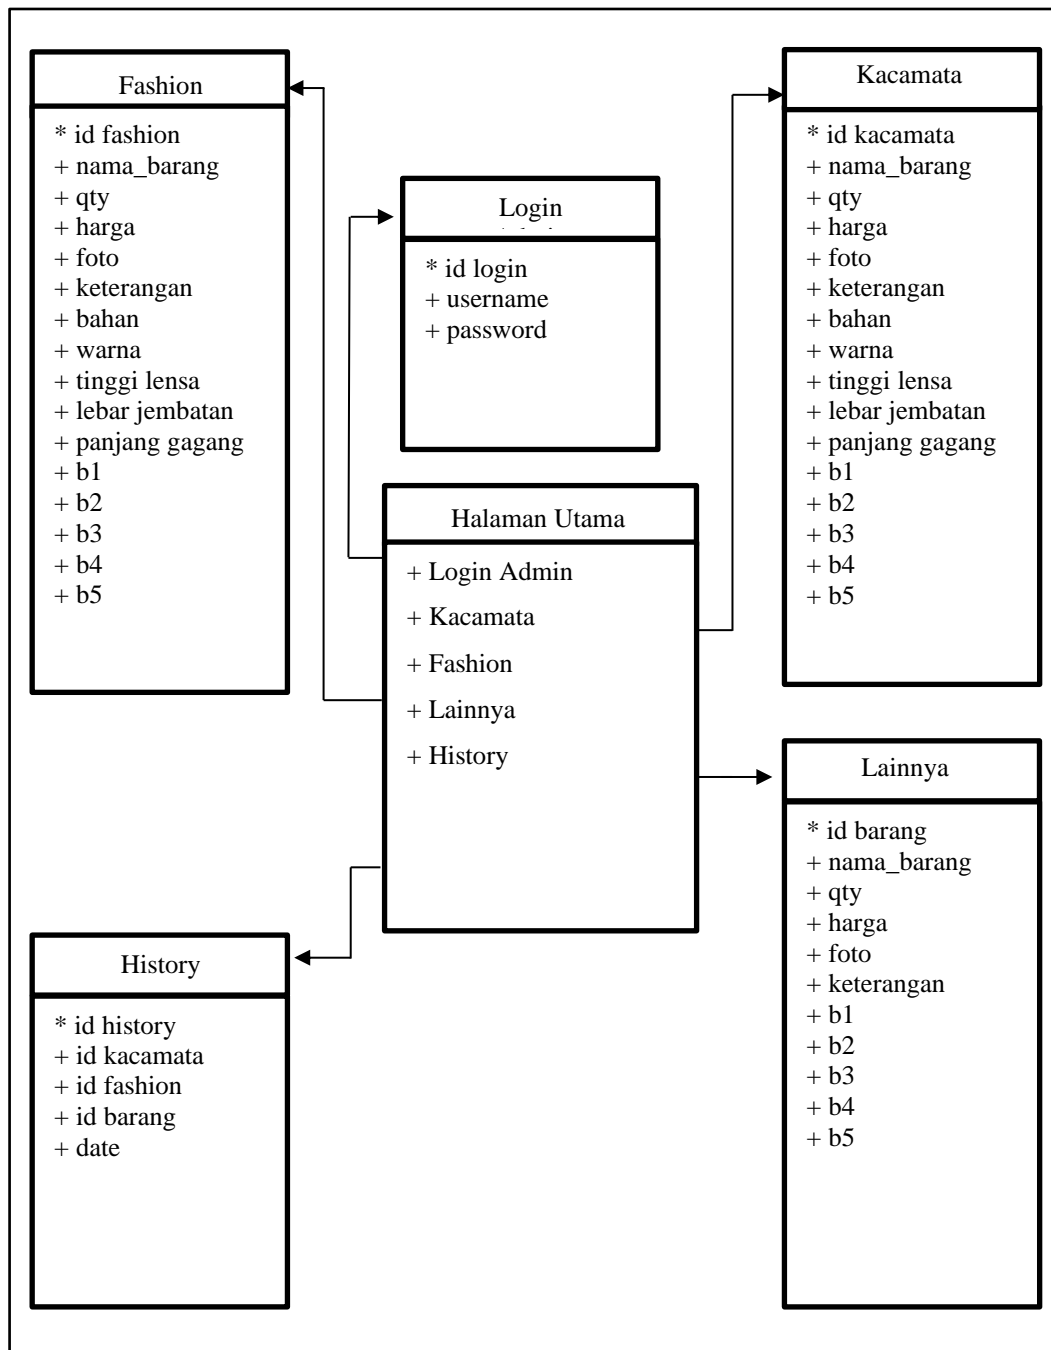 Fashion
* id fashion
+ nama_barang
+ qty
+ harga
+ foto
+ keterangan
+ bahan
+ warna
+ tinggi lensa
+ lebar jembatan
+ panjang gagang
+ b1
+ b2
+ b3
+ b4
+ b5
Login
* id login
+ username
+ password
Kacamata
* id kacamata
+ nama_barang
+ qty
+ harga
+ foto
+ keterangan
+ bahan
+ warna
+ tinggi lensa
+ lebar jembatan
+ panjang gagang
+ b1
+ b2
+ b3
+ b4
+ b5
Halaman Utama
+ Login Admin
+ Kacamata
+ Fashion
+ Lainnya
+ History
Lainnya
* id barang
+ nama_barang
+ qty
+ harga
+ foto
+ keterangan
+ b1
+ b2
+ b3
+ b4
+ b5
History
* id history
+ id kacamata
+ id fashion
+ id barang
+ date